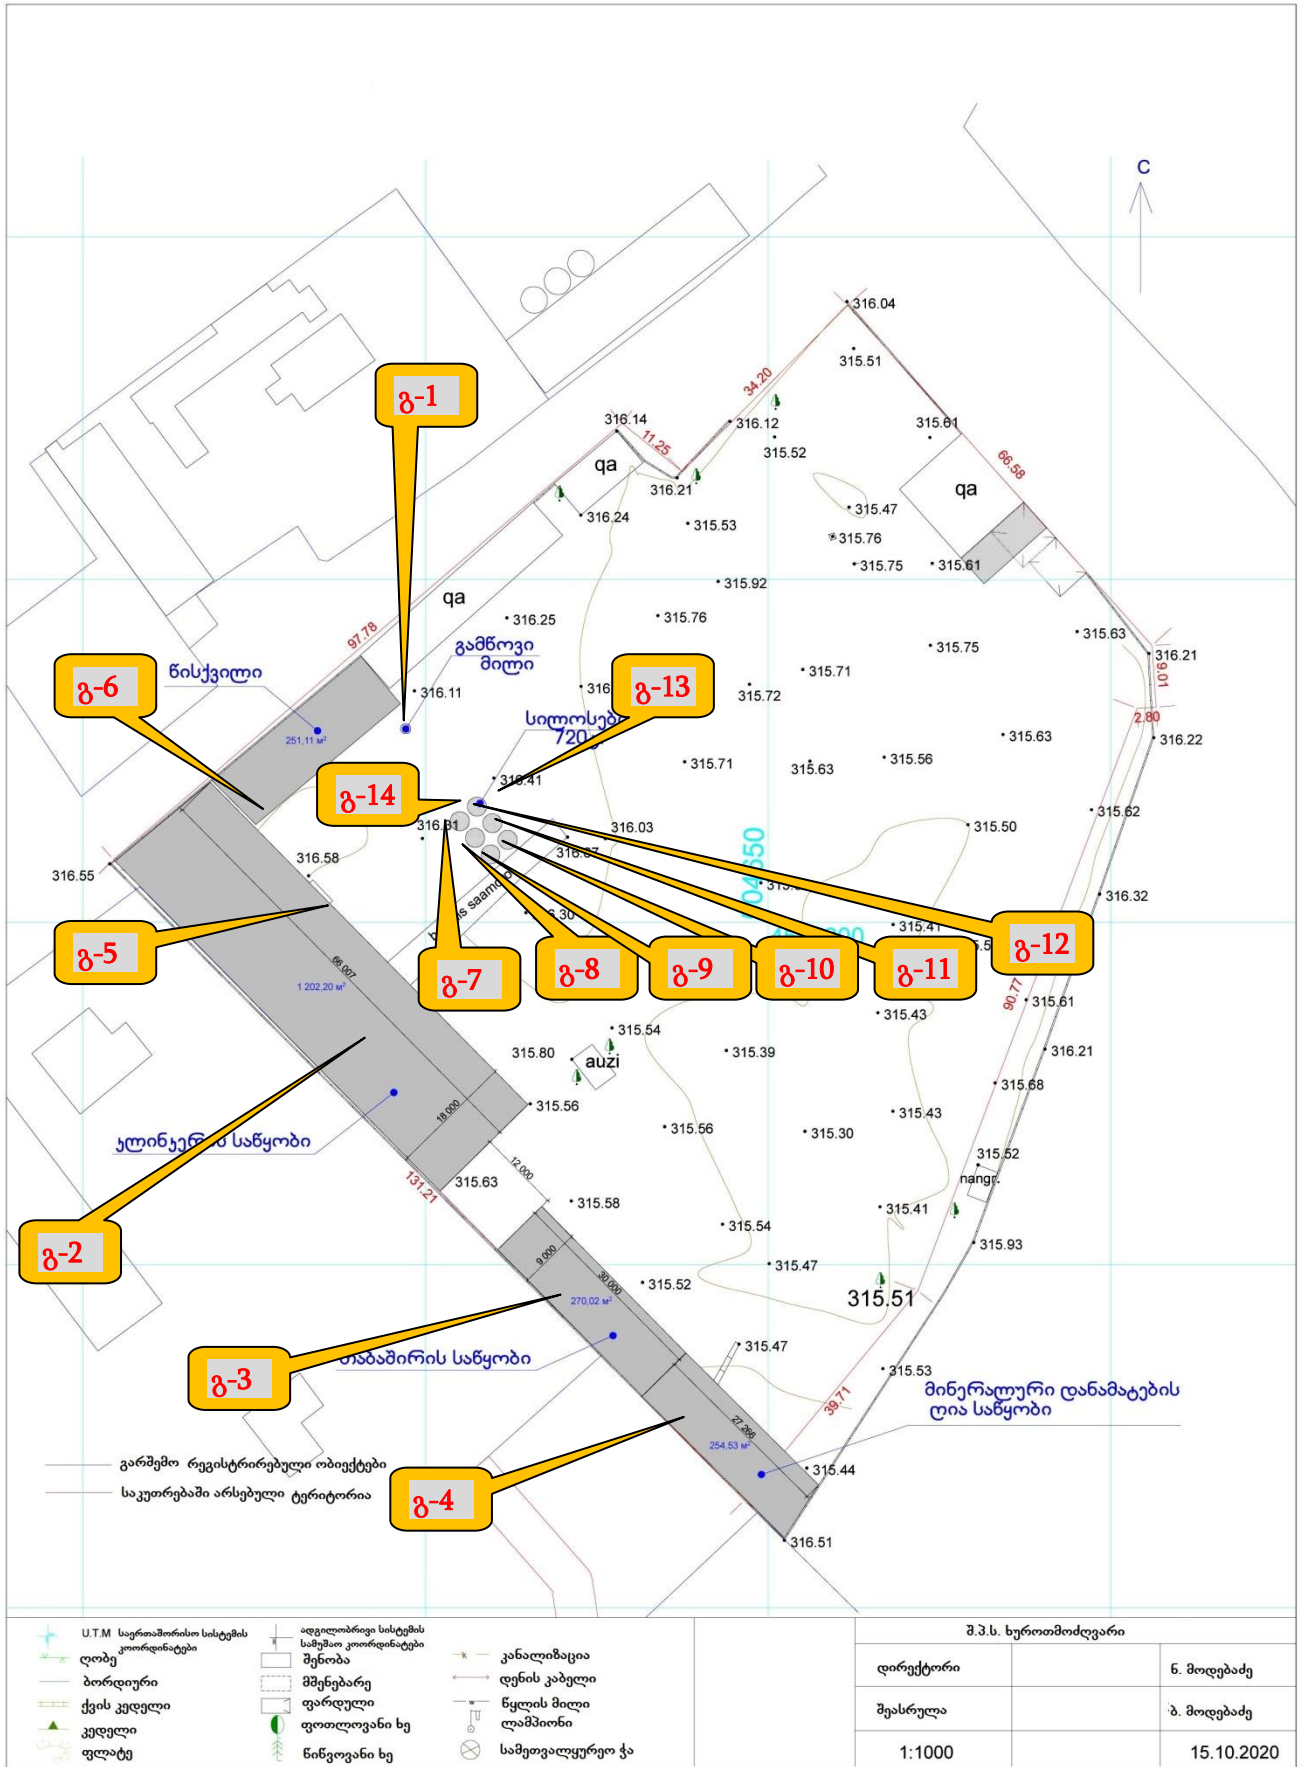 C
316.04
315.51
34.20
გ-1
316.14
11.25
316.12
315.61
315.52
66.58
qa
316.21
qa
316.24
315.53
315.47
315.76
315.75
315.61
315.92
qa
316.25
315.76
97.78
გამწოვი
მილი
315.63
315.75
316.21
9.01
წისქვილი
გ-6
316.11
გ-13
315.71
315.72
2.80
სილოსები
251,11 м²
315.63
316.22
315.71
315.63
315.56
316.41
გ-14
315.62
315.50
316.03
316.55
316.58
316.32
315.41
გ-5
გ-7
გ-8
გ-9
გ-10
გ-11
გ-12
66 007
1 202,20 м²
90.77
315.61
315.43
315.54
315.80
auzi
315.39
316.21
315.68
315.56
18 000
315.43
კლინკერის საწყობი
315.56
315.30
12 000
315.52
nangr.
131.21
315.63
315.58
315.41
315.54
315.93
გ-2
9 000
315.47
30 000
315.52
270,02 м²
315.51
თაბაშირის საწყობი
315.47
გ-3
315.53
მინერალური დანამატების
ღია საწყობი
39.71
27 266
254,53 м²
გარშემო რეგისტრირებული ობიექტები
315.44
საკუთრებაში არსებული ტერიტორია
გ-4
316.51
U.T.M საერთაშორისო სისტემის
კოორდინატები
ღობე
ბორდიური
ქვის კედელი
კედელი
ფლატე
ადგილობრივი სისტემის
სამუშაო კოორდინატები
შენობა
მშენებარე
ფარდული
ფოთლოვანი ხე
წიწვოვანი ხე
კანალიზაცია
დენის კაბელი
წყლის მილი
ლამპიონი
სამეთვალყურეო ჭა
შ.პ.ს. ხუროთმოძღვარი
დირექტორი
ნ. მოდებაძე
შეასრულა
ბ. მოდებაძე
1:1000
15.10.2020